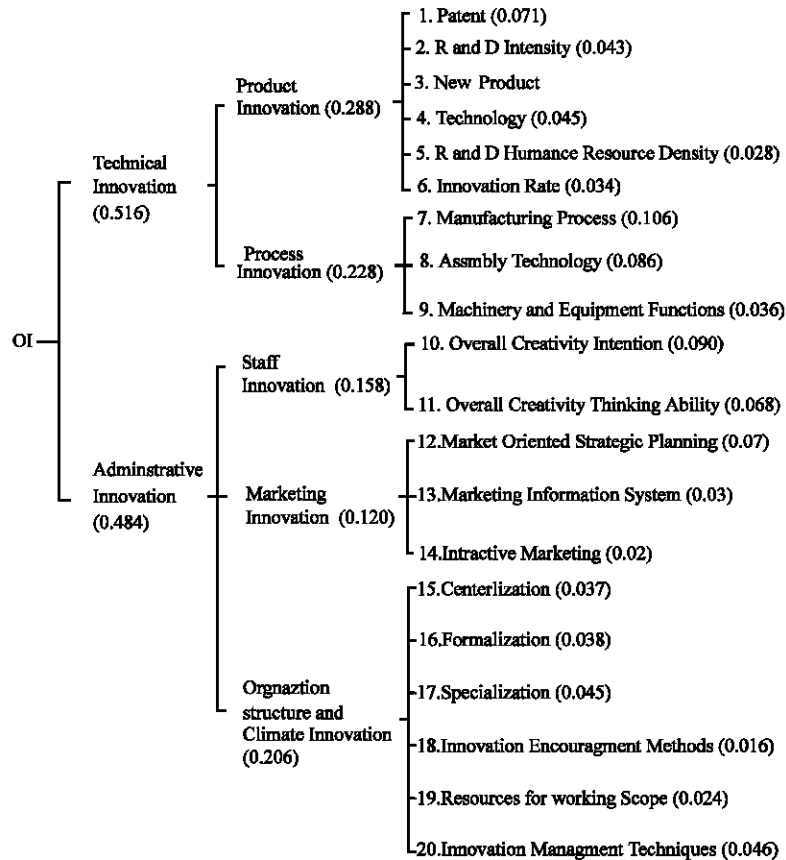 OI
Technical
Innovation
(0.516)
Product
Innovation (0.288)
1. Patent (0.071)
2. R and D Intensity (0.043)
3. New Product
4. Technology (0.045)
5. R and D Humance Resource Density (0.028)
6. Innovation Rate (0.034)
Process
Innovation (0.228)
7. Manufacturing Process (0.106)
8. Assmbly Technology (0.086)
9. Machinery and Equipment Functions (0.036)
Adminstrative
Innovation
(0.484)
Staff
Innovation (0.158)
10. Overall Creativity Intention (0.090)
11. Overall Creativity Thinking Ability (0.068)
Marketing
Innovation (0.120)
12.Market Oriented Strategic Planning (0.07)
13.Marketing Information System (0.03)
14.Intractive Marketing (0.02)
Orgnaztion
structure and
Climate Innovation
(0.206)
15.Centerlization (0.037)
16.Formalization (0.038)
17.Specialization (0.045)
18.Innovation Encouragment Methods (0.016)
19.Resources for working Scope (0.024)
20.Innovation Managment Techniques (0.046)